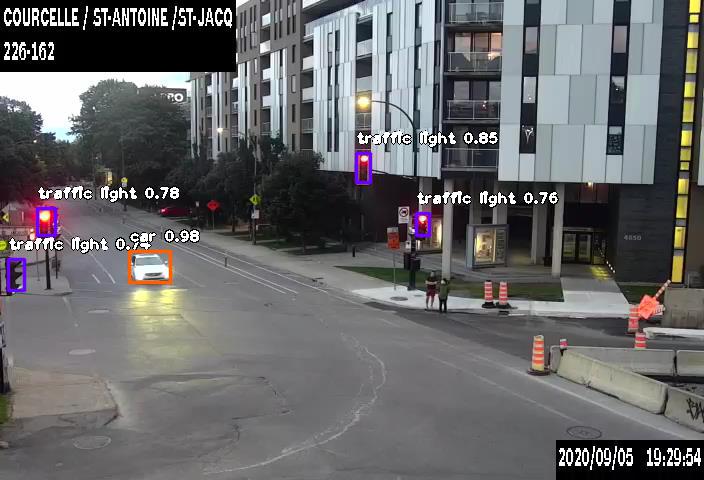 COURCELLE / ST-ANTOINE /ST-JACQ
226-162
traffic light 0.85
traffic light 0.78
traffic light 0.76
car 0.98
traffic light 0.74
4650
2020/09/05 19:29:54